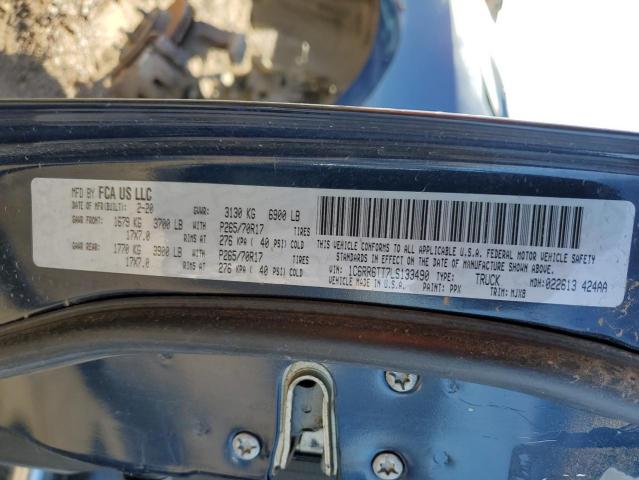 MFD BY FCA US LLC
DATE OF MFR(BUILT): 2-20 GVWR: 3130 KG 6900 LB
GAWR FRONT: 1679 KG 3700 LB WITH P265/70R17 TIRES
17X7.0 RIMS AT 276 KPA ( 40 PSI) COLD
GAWR REAR: 1770 KG 3900 LB WITH P265/70R17 TIRES
17X7.0 RIMS AT 276 KPA ( 40 PSI) COLD
THIS VEHICLE CONFORMS TO ALL APPLICABLE U.S.A. FEDERAL MOTOR VEHICLE SAFETY
STANDARDS IN EFFECT ON THE DATE OF MANUFACTURE SHOWN ABOVE.
VIN: 1C6RR6TT7LS133490 TYPE: TRUCK MDH: 022613 424AA
VEHICLE MADE IN U.S.A. PAINT: PPX TRIM: MJX8